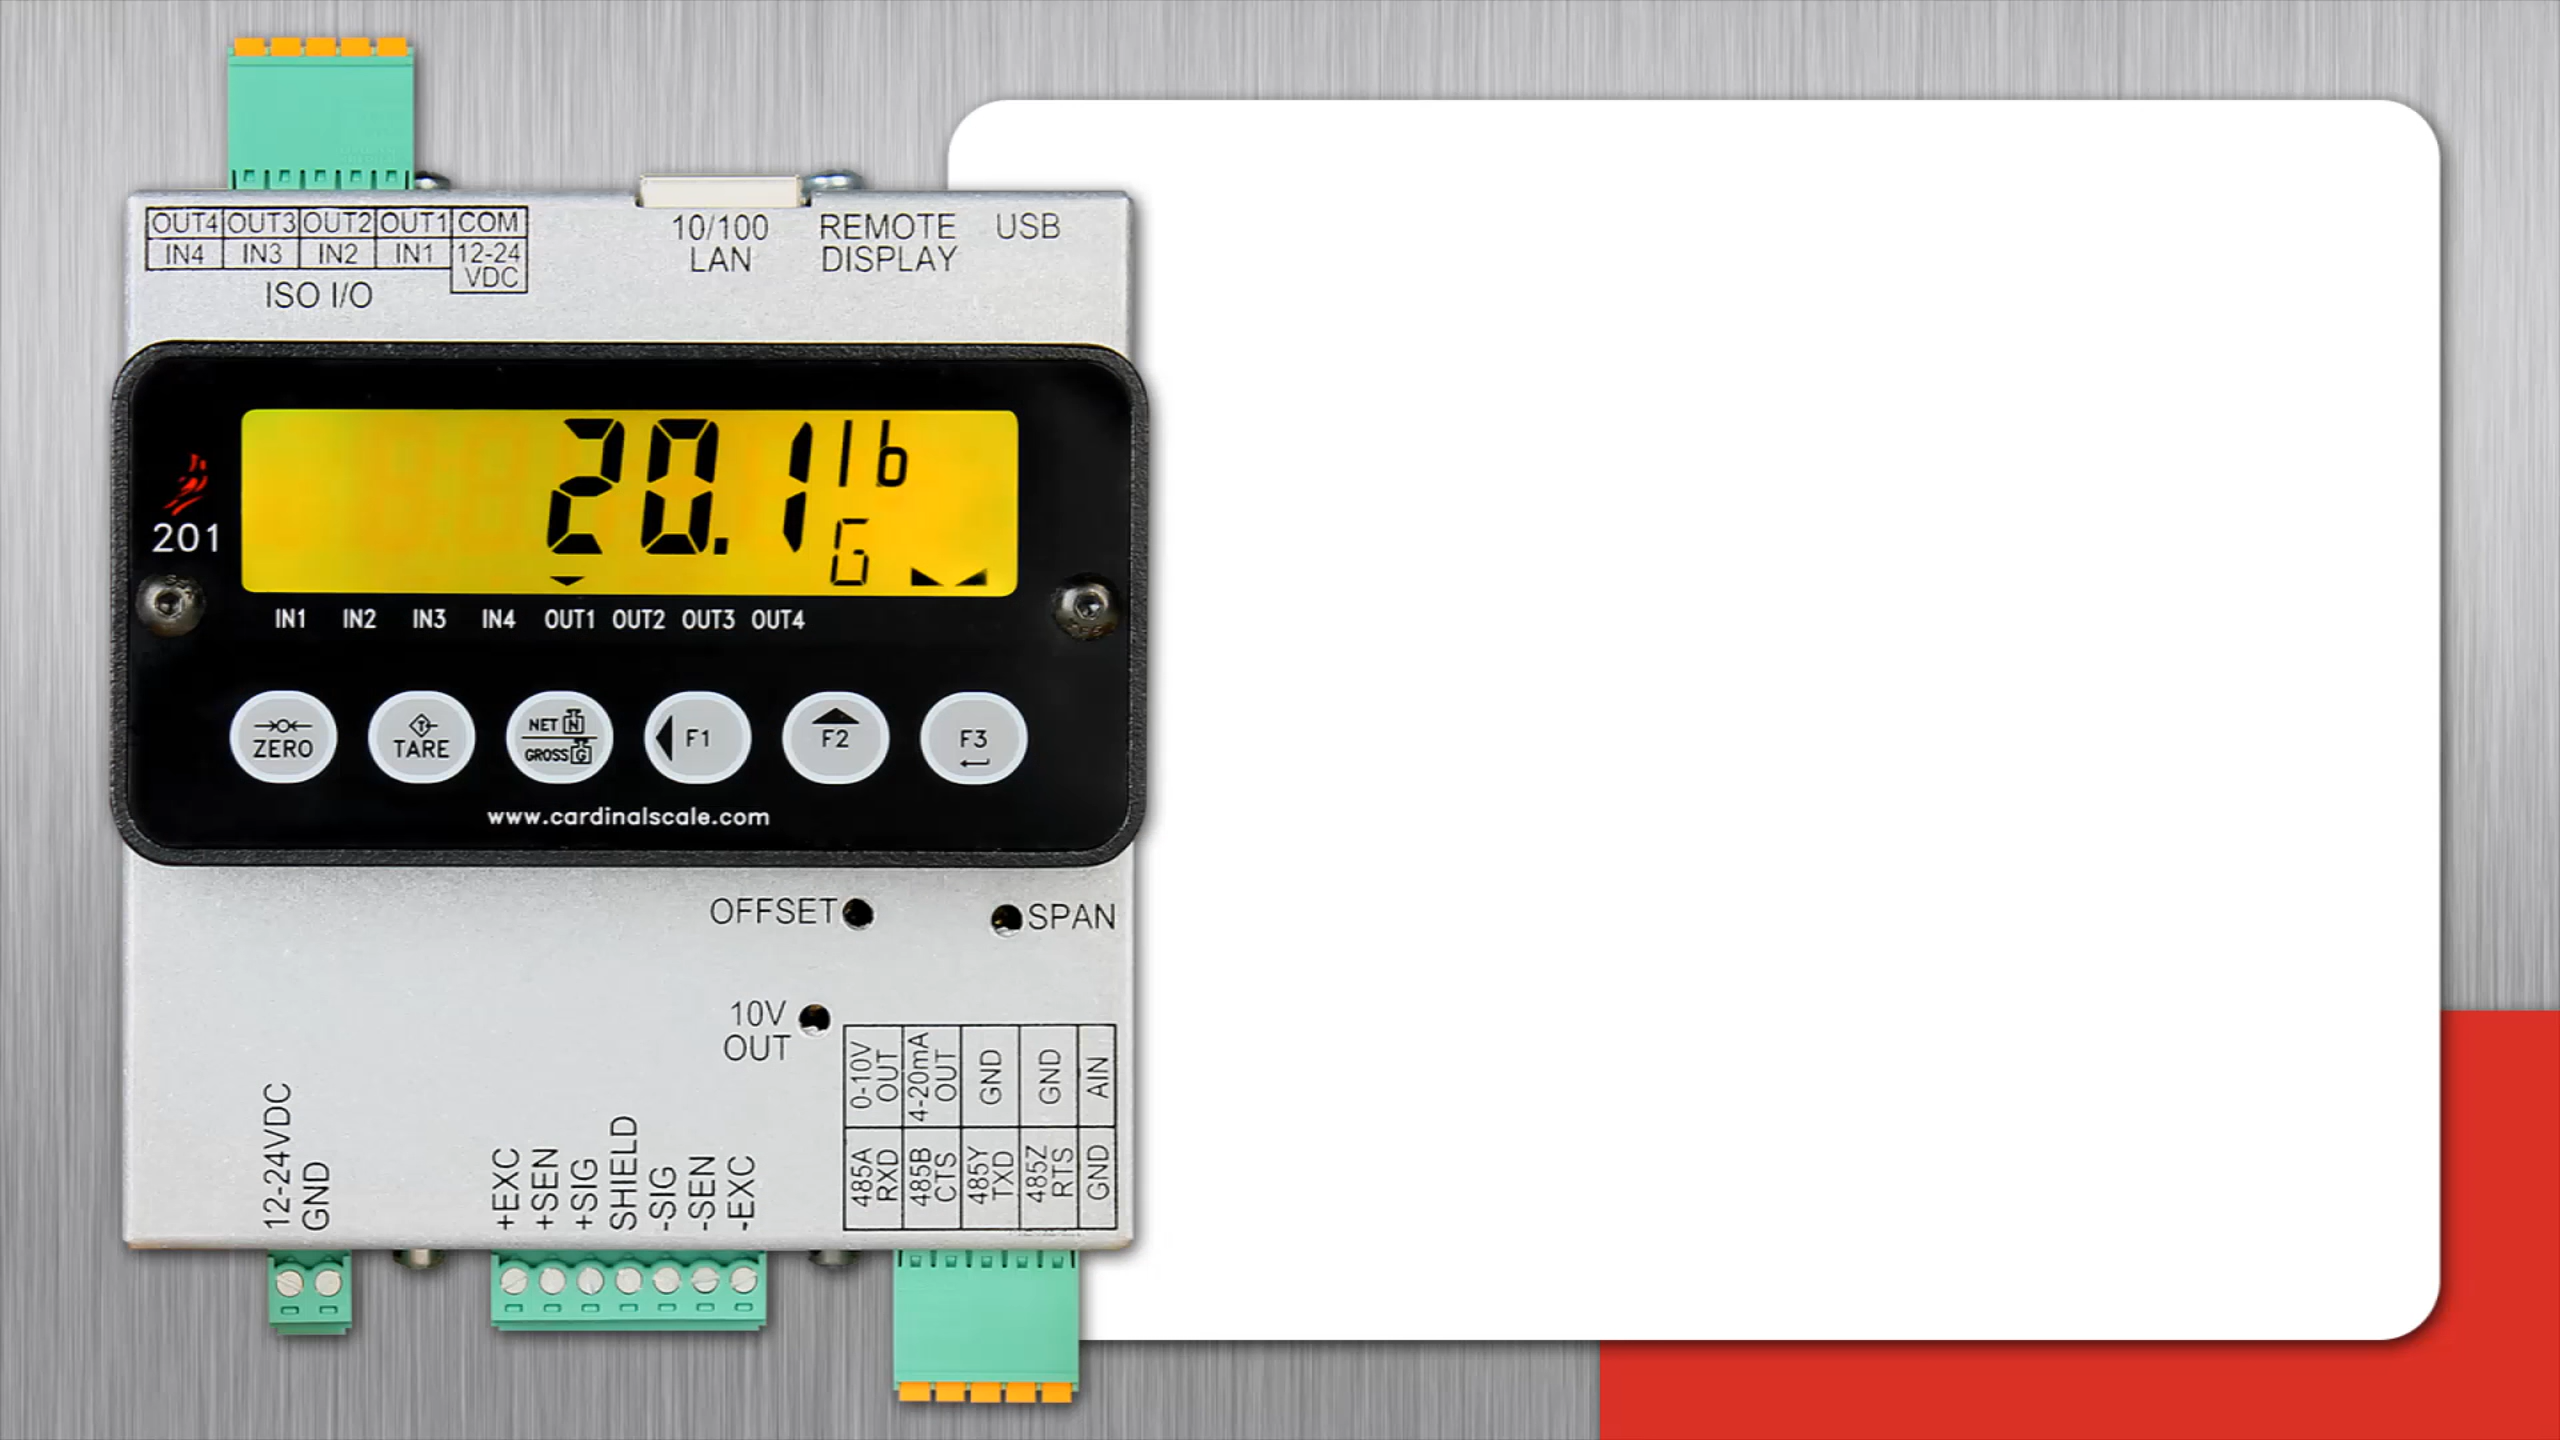 OUT4 OUT3 OUT2 OUT1 COM
IN4 IN3 IN2 IN1 12-24 VDC
ISO I/O
10/100 LAN
REMOTE DISPLAY
USB
20.1 lb
G
201
IN1 IN2 IN3 IN4 OUT1 OUT2 OUT3 OUT4
ZERO
TARE
NET N
GROSS G
F1
F2
F3
www.cardinalscale.com
OFFSET
SPAN
10V
OUT
12-24VDC
GND
+EXC
+SEN
+SIG
SHIELD
-SIG
-SEN
-EXC
0-10V OUT
4-20mA OUT
GND
GND
AIN
485A RXD
485B CTS
485Y TXD
485Z RTS
GND